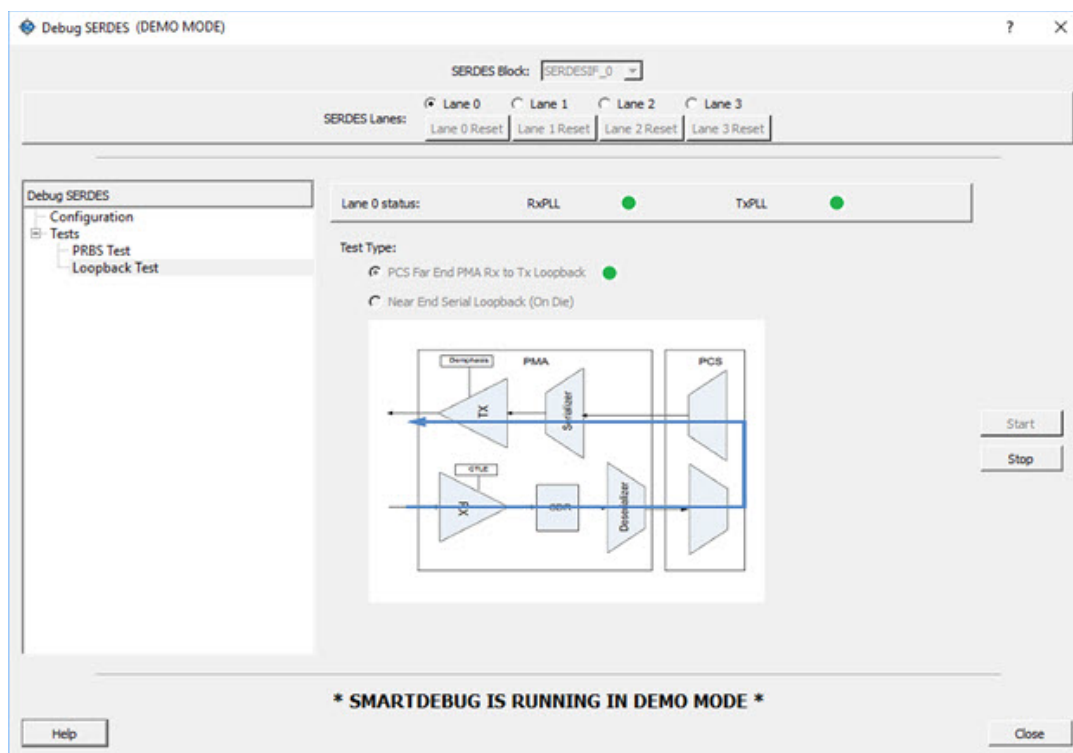 Debug SERDES (DEMO MODE)
?
SERDES Block: SERDESIF_0
SERDES Lanes:
Lane 0 Lane 1 Lane 2 Lane 3
Lane 0 Reset Lane 1 Reset Lane 2 Reset Lane 3 Reset
Debug SERDES
Configuration
Tests
PRBS Test
Loopback Test
Lane 0 status: RxPLL TxPLL
Test Type:
PCS Far End PMA Rx to Tx Loopback
Near End Serial Loopback (On Die)
PMA PCS
TX
Serializer
RX
CDR
Deserializer
Start
Stop
* SMARTDEBUG IS RUNNING IN DEMO MODE *
Help Close